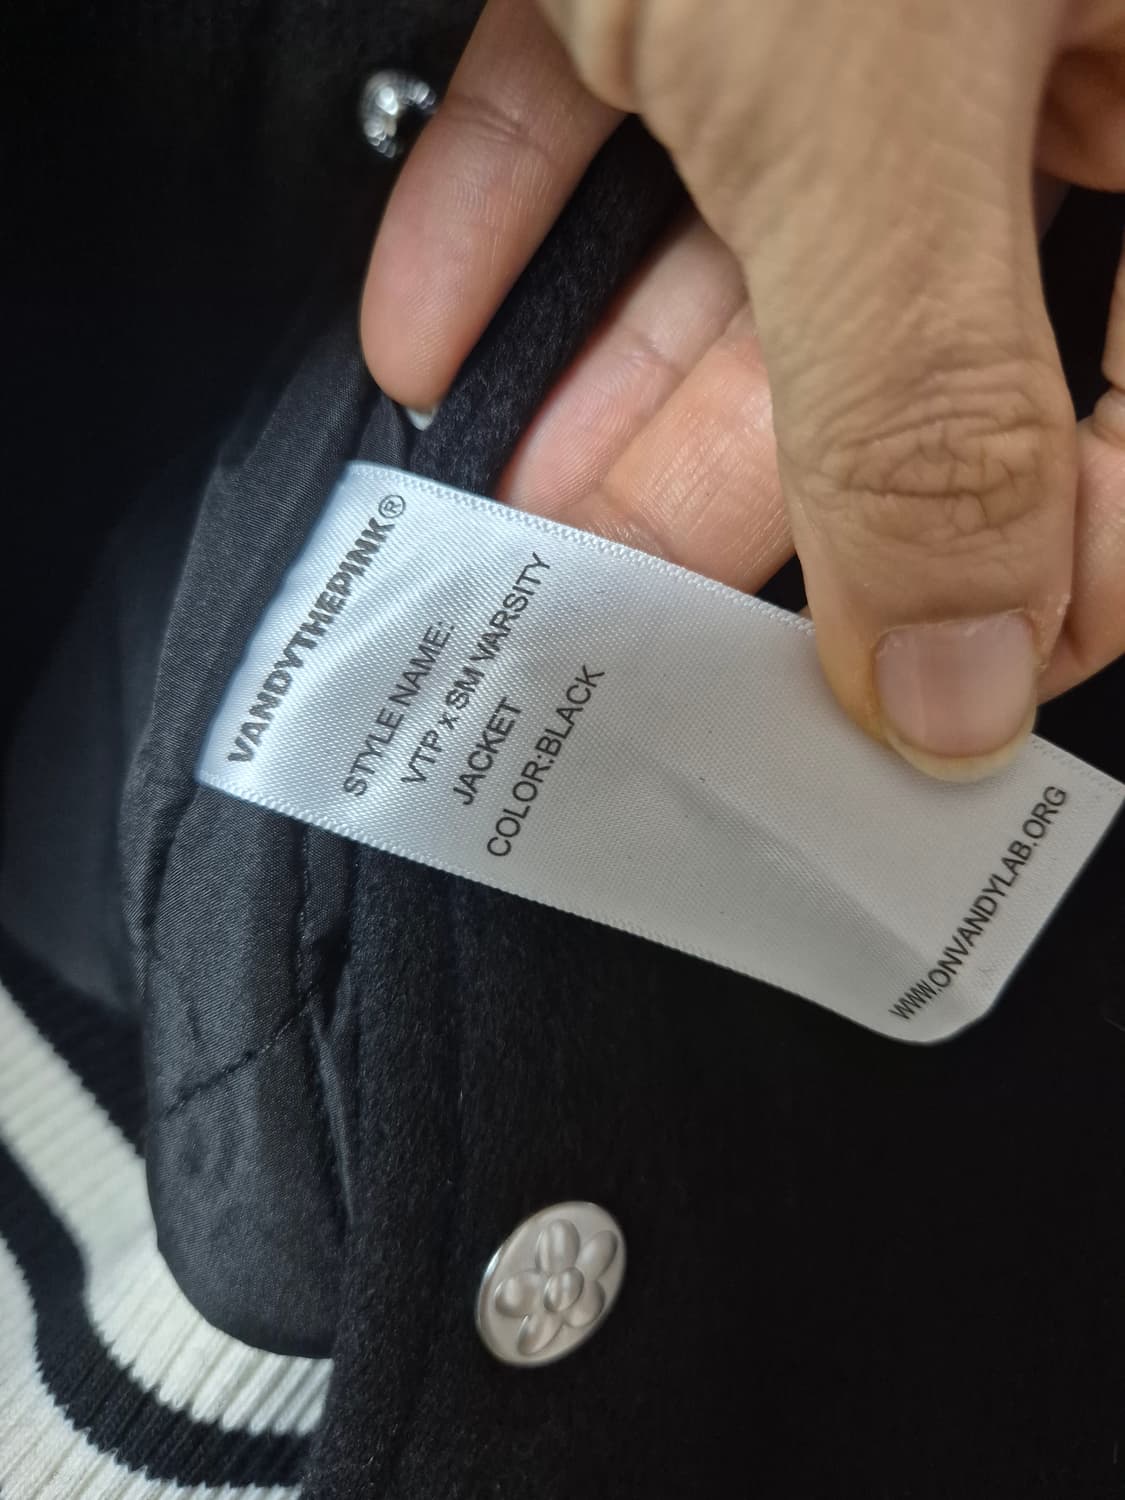 VANDYTHEPINK®
STYLE NAME:
VTP x SM VARSITY
JACKET
COLOR:BLACK
WWW.ONVANDYLAB.ORG